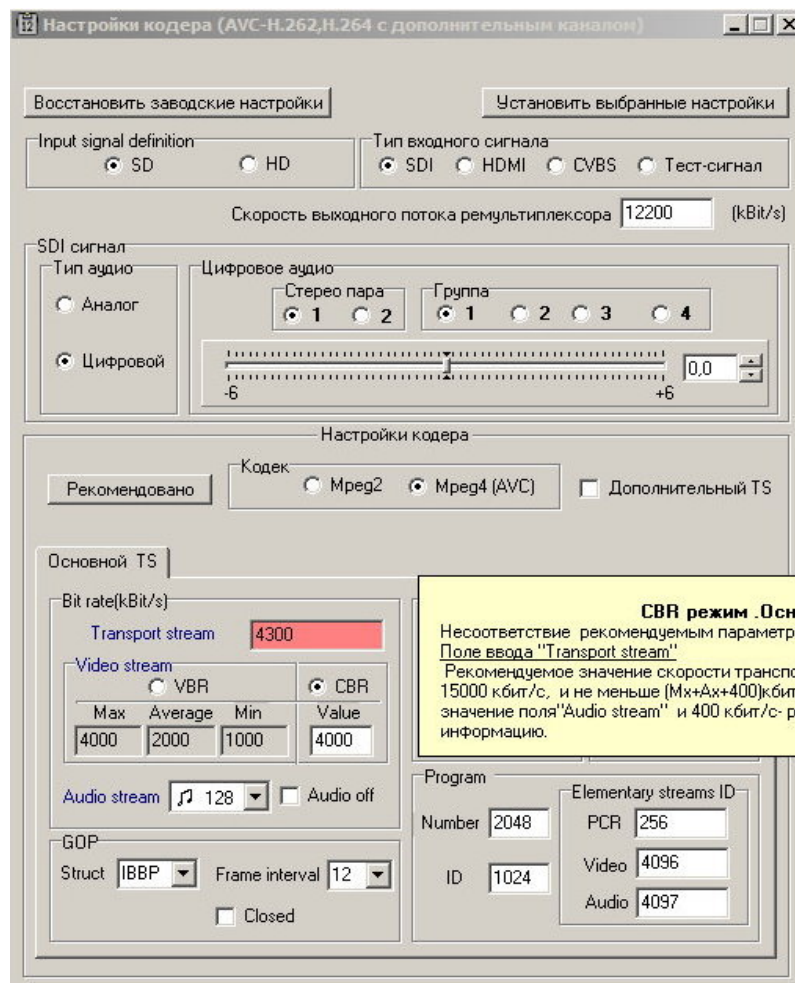 Настройки кодера (AVC-H.262,H.264 с дополнительным каналом)
Восстановить заводские настройки
Установить выбранные настройки
Input signal definition
SD HD
Тип входного сигнала
SDI HDMI CVBS Тест-сигнал
Скорость выходного потока ремультиплексора 12200 (kBit/s)
SDI сигнал
Тип аудио
Аналог
Цифровой
Цифровое аудио
Стерео пара
1 2
Группа
1 2 3 4
0,0
-6 +6
Настройки кодера
Рекомендовано
Кодек
Mpeg2 Mpeg4 (AVC)
Дополнительный TS
Основной TS
Bit rate(kBit/s)
Transport stream 4300
Video stream
VBR CBR
Max Average Min Value
4000 2000 1000 4000
Audio stream 128 Audio off
GOP
Struct IBBP Frame interval 12
Closed
CBR режим .Осн
Несоответствие рекомендуемым параметр
Поле ввода "Transport stream"
Рекомендуемое значение скорости транспо
15000 кбит/с, и не меньше (Мх+Ах+400)кбит
значение поля"Audio stream" и 400 кбит/с- р
информацию.
Program
Number 2048
ID 1024
Elementary streams ID
PCR 256
Video 4096
Audio 4097